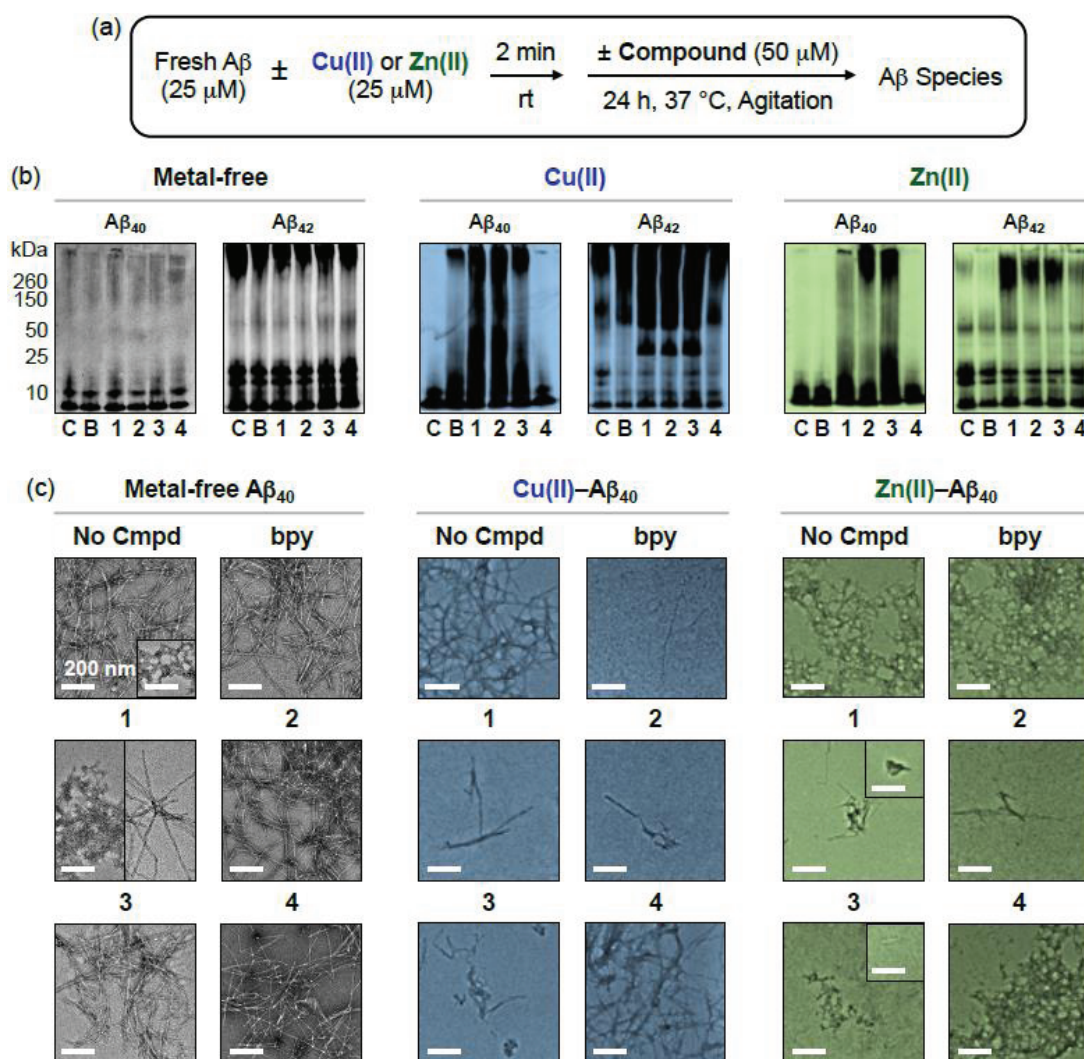 (a)
Fresh Aβ
(25 μM)
±
Cu(II) or Zn(II)
(25 μM)
2 min
rt
± Compound (50 μM)
24 h, 37 °C, Agitation
Aβ Species
(b)
Metal-free
Cu(II)
Zn(II)
Aβ40
Aβ42
Aβ40
Aβ42
Aβ40
Aβ42
kDa
260
150
50
25
10
C B 1 2 3 4
C B 1 2 3 4
C B 1 2 3 4
C B 1 2 3 4
C B 1 2 3 4
C B 1 2 3 4
(c)
Metal-free Aβ40
Cu(II)–Aβ40
Zn(II)–Aβ40
No Cmpd
bpy
No Cmpd
bpy
No Cmpd
bpy
200 nm
1
2
1
2
1
2
3
4
3
4
3
4